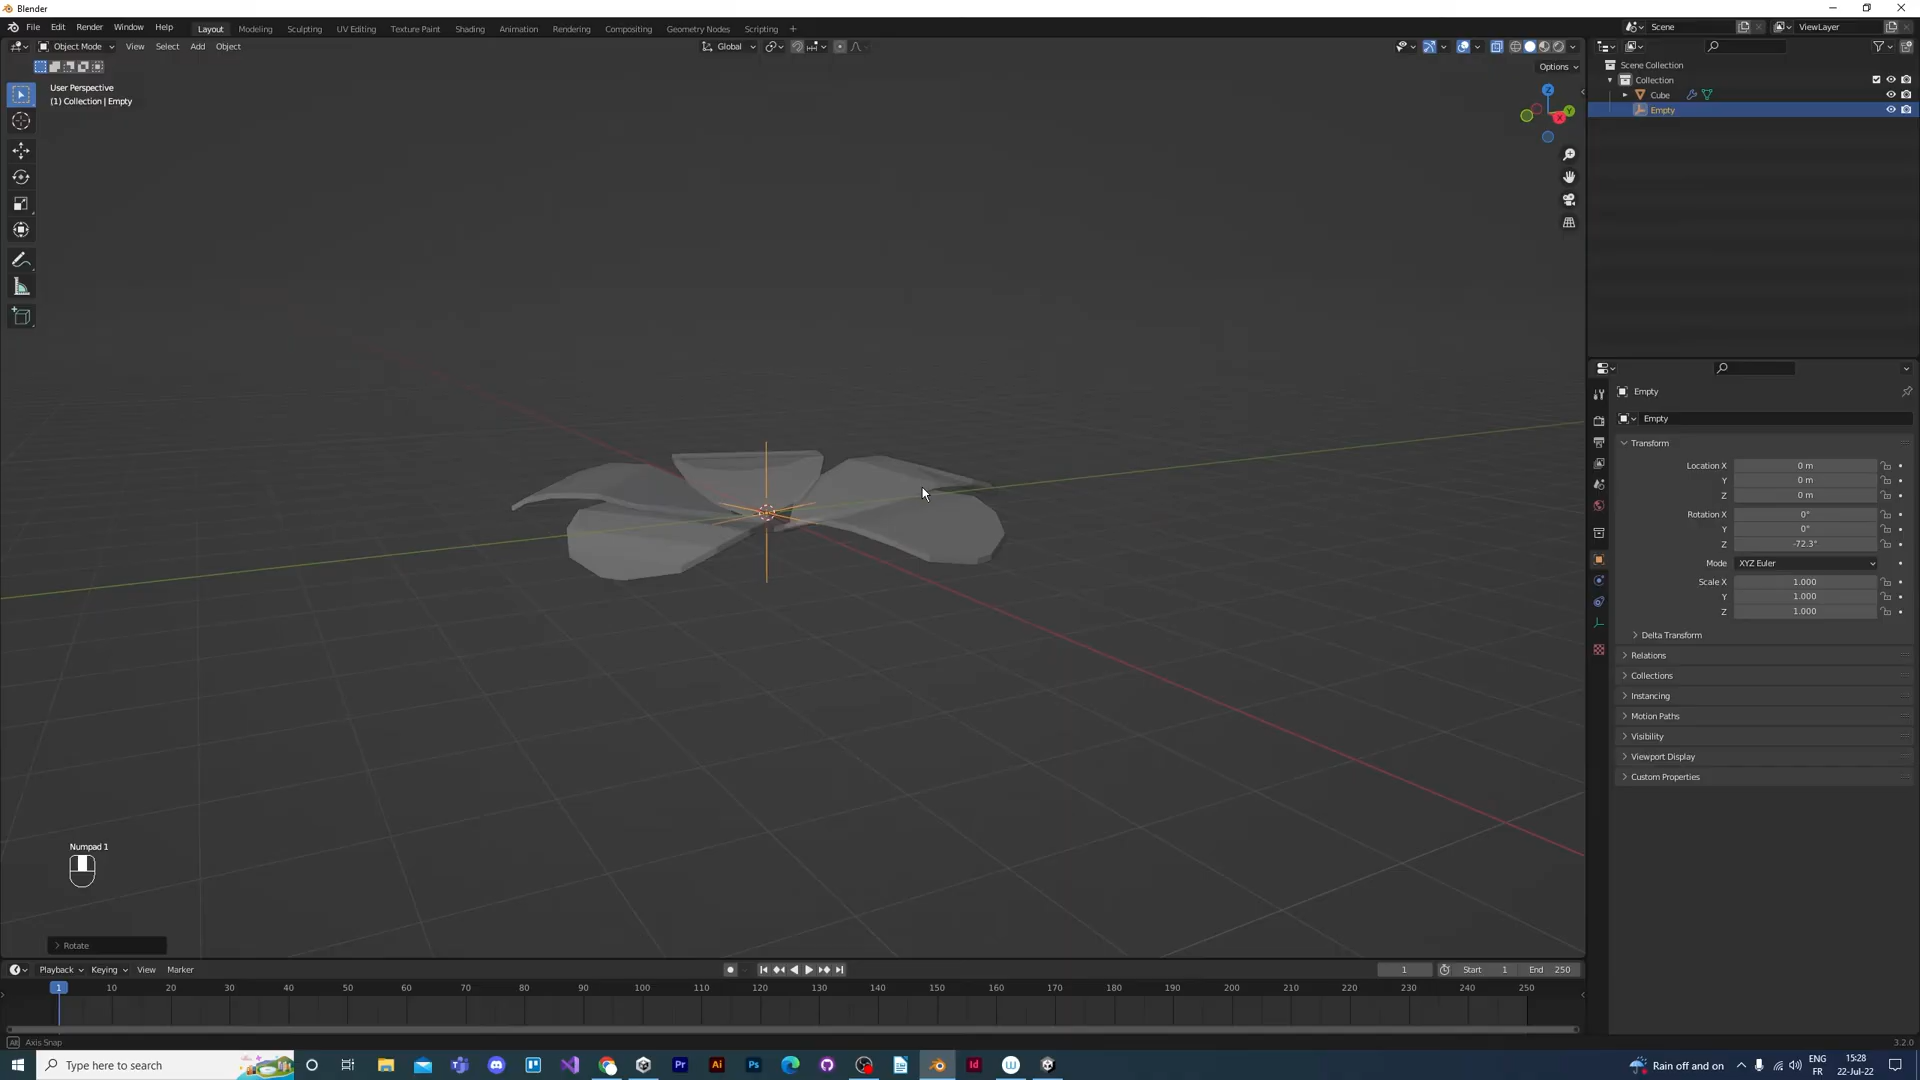 Blender
File Edit Render Window Help
Layout Modeling Sculpting UV Editing Texture Paint Shading Animation Rendering Compositing Geometry Nodes Scripting +
Scene
ViewLayer
Object Mode View Select Add Object
Global
Options
User Perspective
(1) Collection | Empty
Z
Y
X
Scene Collection
Collection
Cube
Empty
Empty
Empty
Transform
Location X 0 m
Y 0 m
Z 0 m
Rotation X 0°
Y 0°
Z -72.3°
Mode XYZ Euler
Scale X 1.000
Y 1.000
Z 1.000
Delta Transform
Relations
Collections
Instancing
Motion Paths
Visibility
Viewport Display
Custom Properties
Numpad 1
Rotate
Playback Keying View Marker
1 Start 1 End 250
1 10 20 30 40 50 60 70 80 90 100 110 120 130 140 150 160 170 180 190 200 210 220 230 240 250
Alt Axis Snap
3.2.0
Type here to search
Pr Ai Ps Id
Rain off and on
ENG
FR
15:28
22-Jul-22